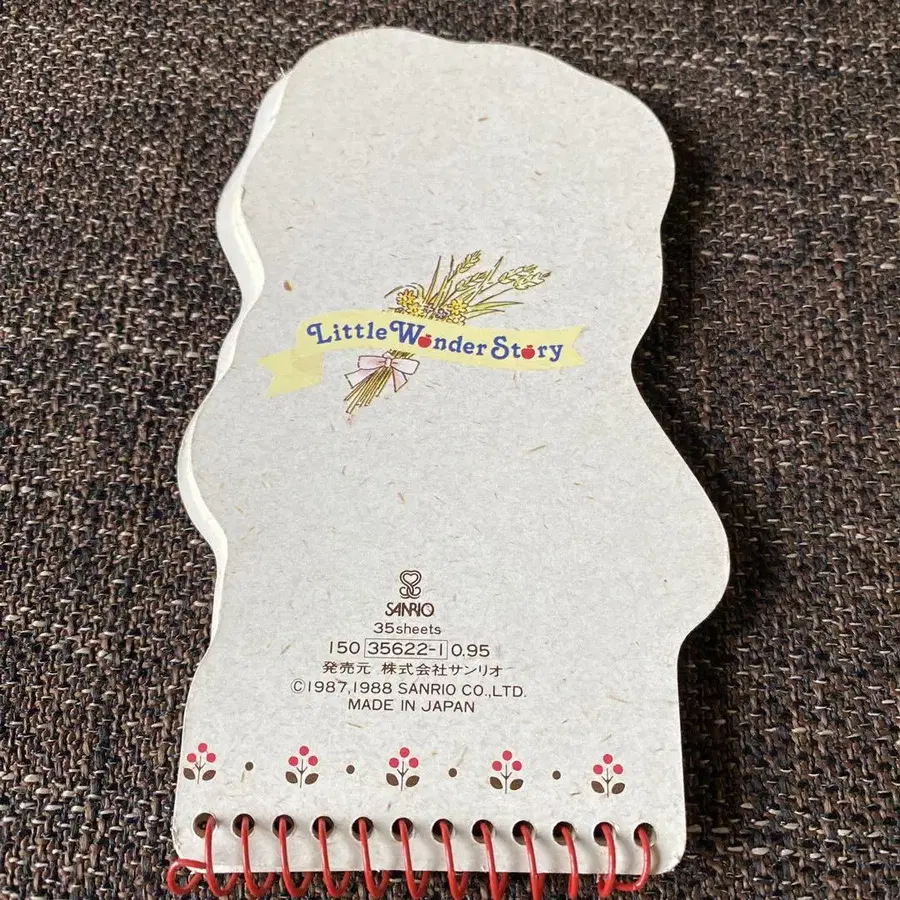 Little Wonder Story
SANRIO
35sheets
150 35622-1 0.95
発売元 株式会社サンリオ
©1987,1988 SANRIO CO.,LTD.
MADE IN JAPAN